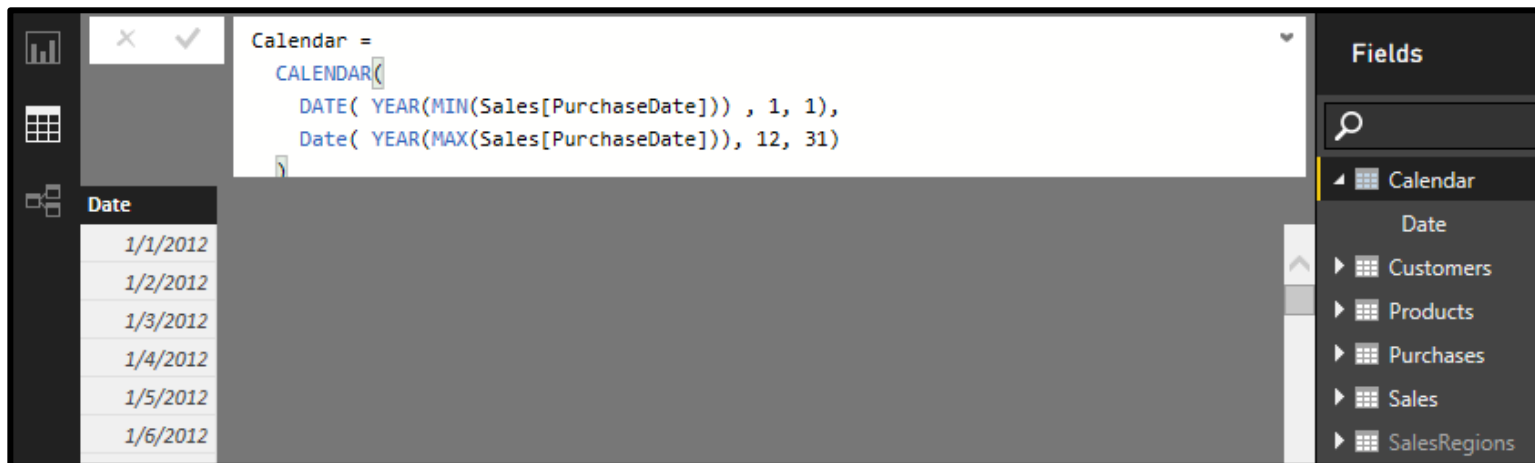 Calendar =
CALENDAR(
DATE( YEAR(MIN(Sales[PurchaseDate])) , 1, 1),
Date( YEAR(MAX(Sales[PurchaseDate])), 12, 31)
)
Date
1/1/2012
1/2/2012
1/3/2012
1/4/2012
1/5/2012
1/6/2012
Fields
Calendar
Date
Customers
Products
Purchases
Sales
SalesRegions